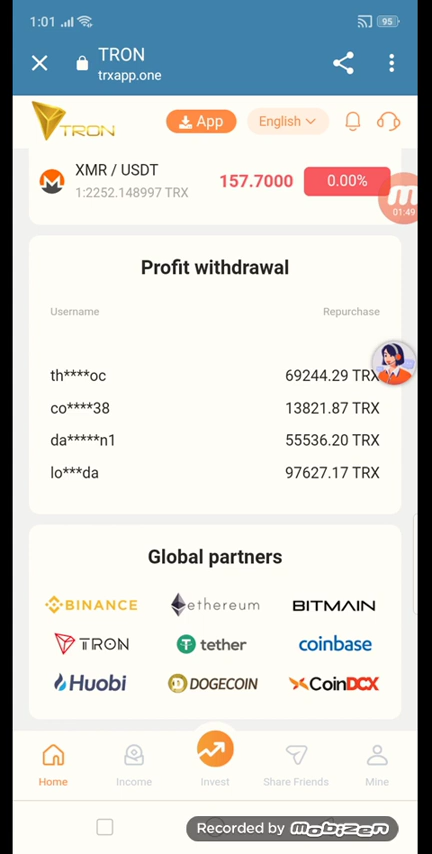 1:01
95
TRON
trxapp.one
TRON
App
English
XMR / USDT
157.7000
0.00%
1:2252.148997 TRX
01:49
Profit withdrawal
Username
Repurchase
th****oc
69244.29 TRX
co****38
13821.87 TRX
da*****n1
55536.20 TRX
lo***da
97627.17 TRX
Global partners
BINANCE
ethereum
BITMAIN
TRON
tether
coinbase
Huobi
DOGECOIN
CoinDCX
Home
Income
Invest
Share Friends
Mine
Recorded by MOBIZEN